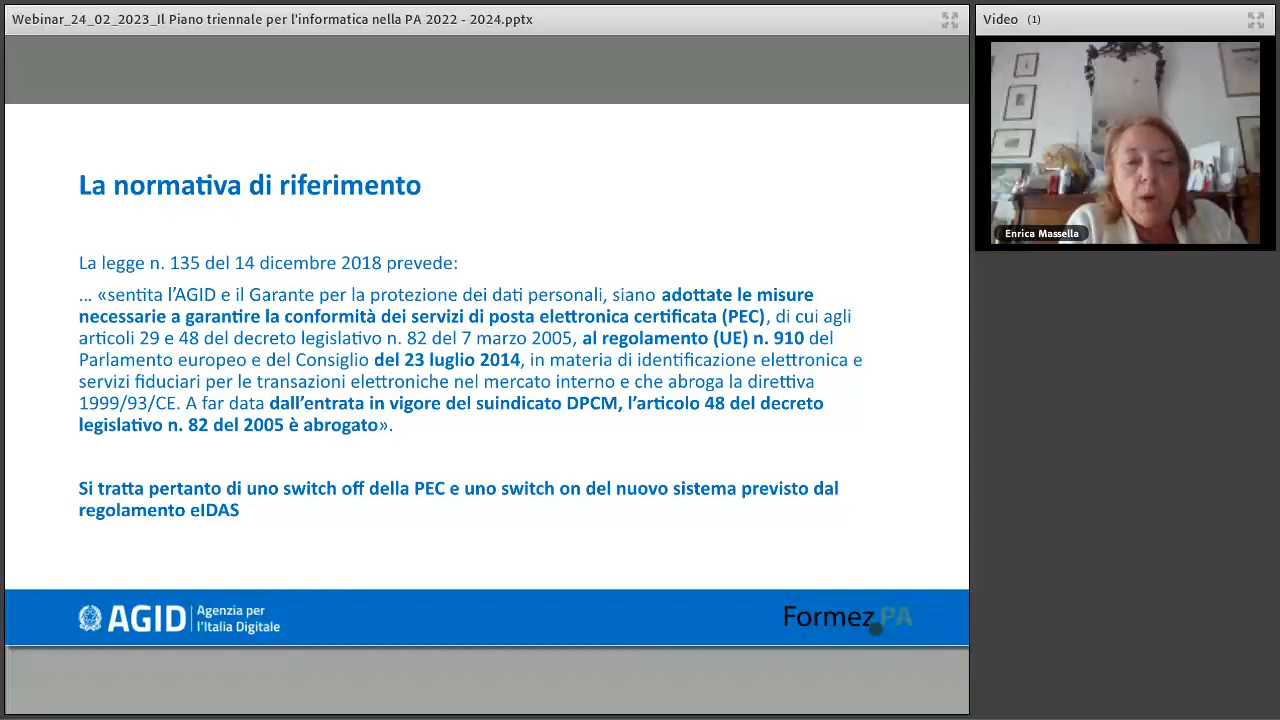 Webinar_24_02_2023_Il Piano triennale per l'informatica nella PA 2022 - 2024.pptx
Video (1)
Enrica Massella
La normativa di riferimento
La legge n. 135 del 14 dicembre 2018 prevede:
... «sentita l'AGID e il Garante per la protezione dei dati personali, siano adottate le misure
necessarie a garantire la conformità dei servizi di posta elettronica certificata (PEC), di cui agli
articoli 29 e 48 del decreto legislativo n. 82 del 7 marzo 2005, al regolamento (UE) n. 910 del
Parlamento europeo e del Consiglio del 23 luglio 2014, in materia di identificazione elettronica e
servizi fiduciari per le transazioni elettroniche nel mercato interno e che abroga la direttiva
1999/93/CE. A far data dall'entrata in vigore del suindicato DPCM, l'articolo 48 del decreto
legislativo n. 82 del 2005 è abrogato».
Si tratta pertanto di uno switch off della PEC e uno switch on del nuovo sistema previsto dal
regolamento eIDAS
AGID
Agenzia per
l'Italia Digitale
Formez PA